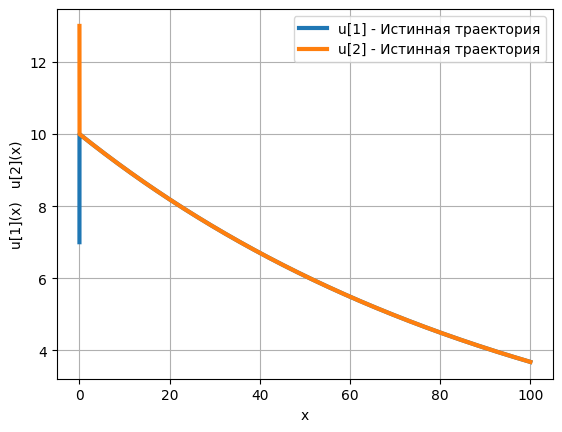 u[1] - Истинная траектория
u[2] - Истинная траектория
12
10
8
6
4
u[1](x) u[2](x)
0 20 40 60 80 100
x